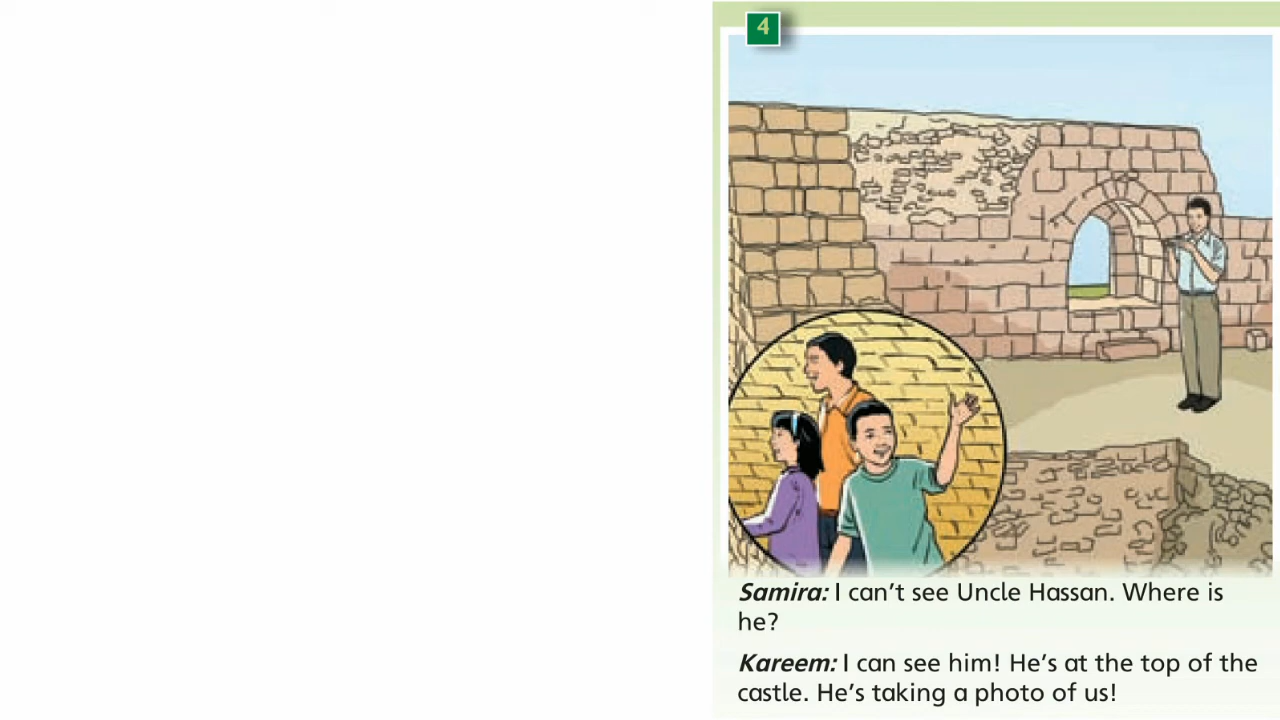 4
Samira: I can't see Uncle Hassan. Where is
he?
Kareem: I can see him! He's at the top of the
castle. He's taking a photo of us!